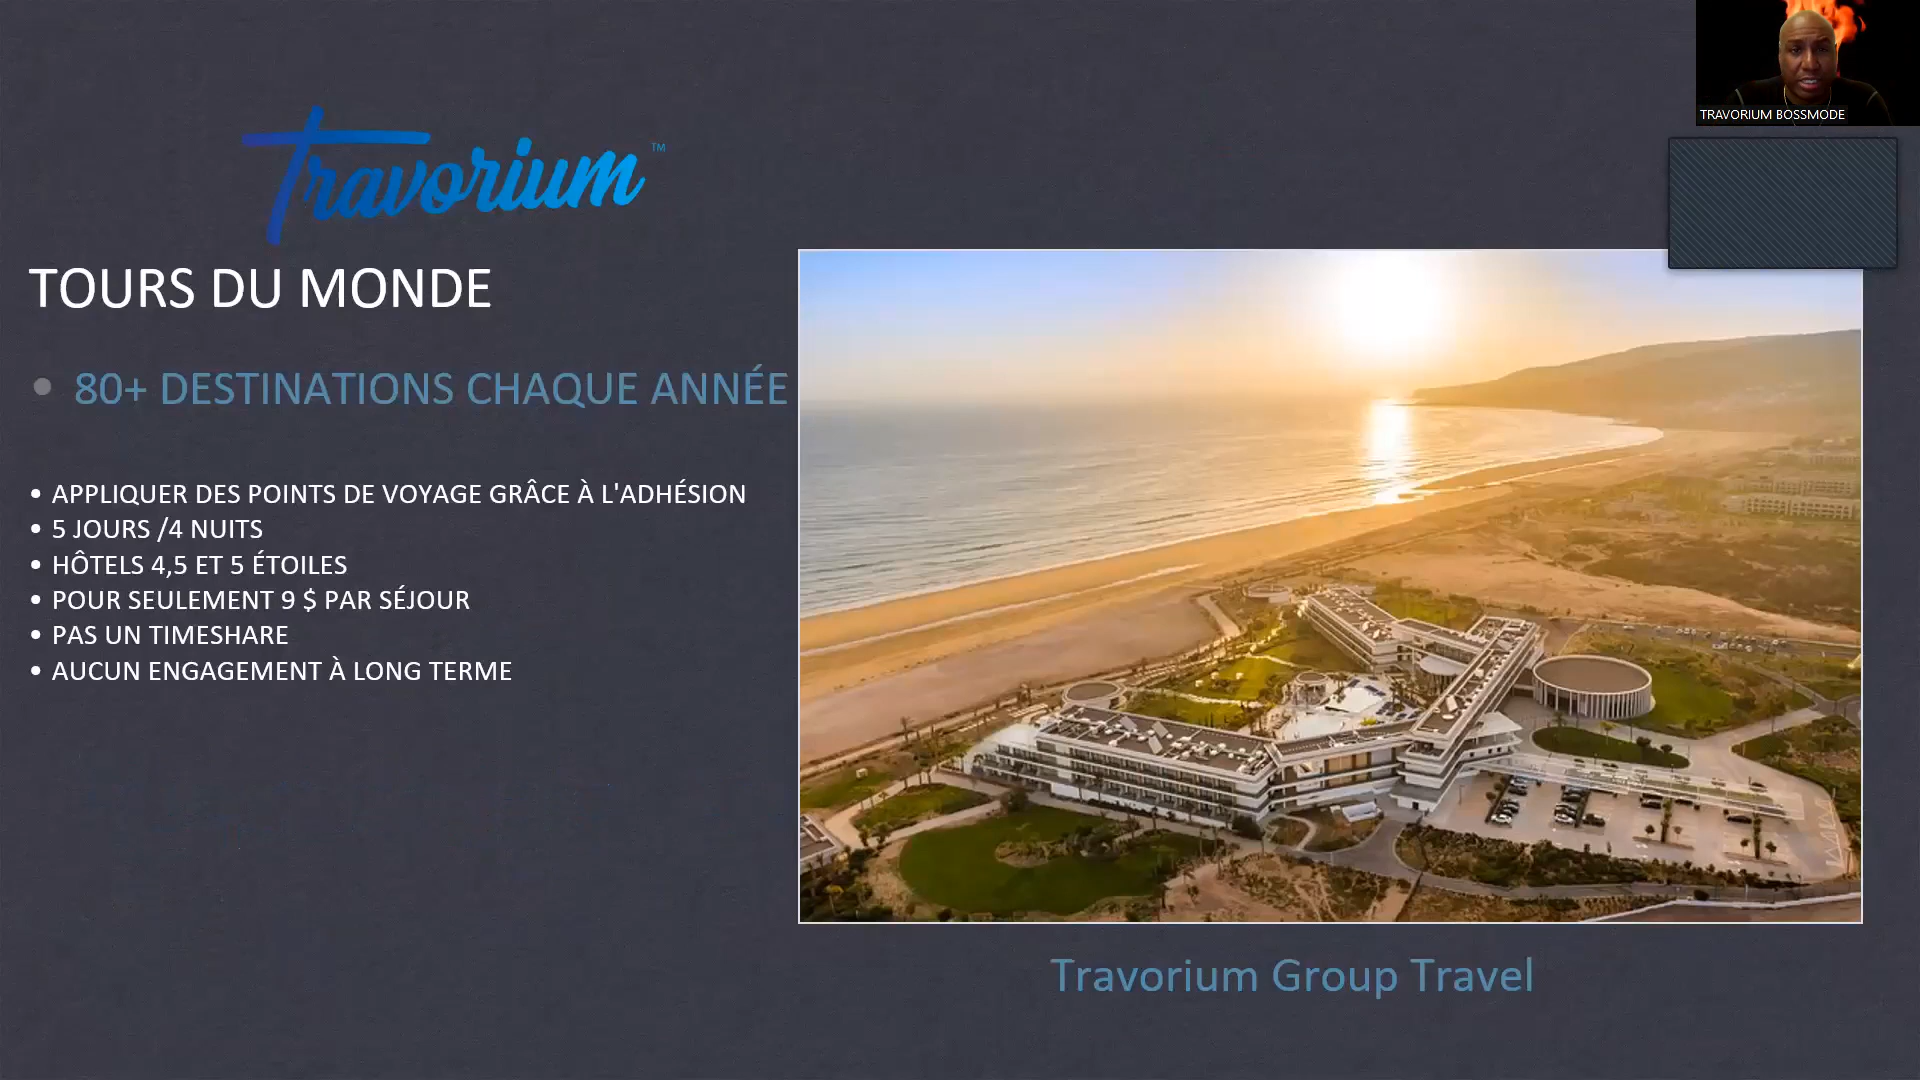 TRAVORIUM BOSSMODE
Travorium™
TOURS DU MONDE
• 80+ DESTINATIONS CHAQUE ANNÉE
• APPLIQUER DES POINTS DE VOYAGE GRÂCE À L'ADHÉSION
• 5 JOURS /4 NUITS
• HÔTELS 4,5 ET 5 ÉTOILES
• POUR SEULEMENT 9 $ PAR SÉJOUR
• PAS UN TIMESHARE
• AUCUN ENGAGEMENT À LONG TERME
Travorium Group Travel